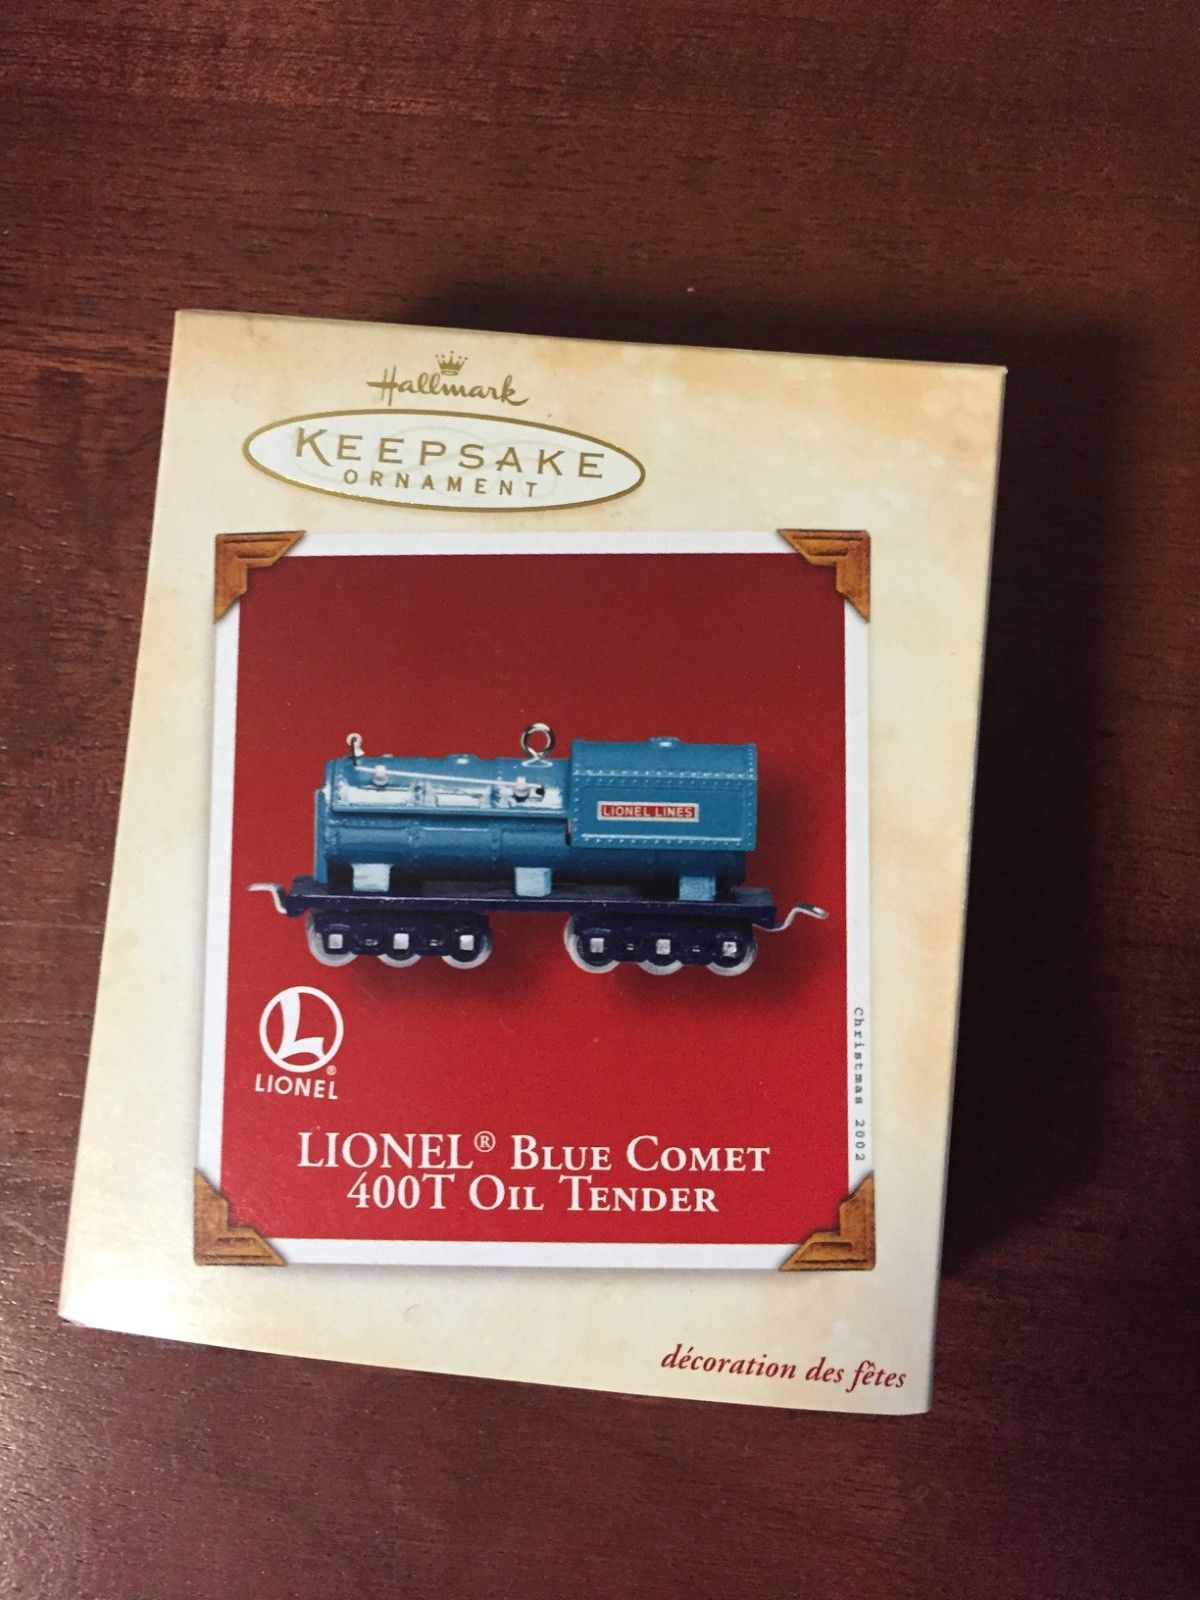 Hallmark
KEEPSAKE
ORNAMENT
LIONEL LINES
Christmas 2002
LIONEL®
LIONEL® BLUE COMET
400T OIL TENDER
décoration des fêtes